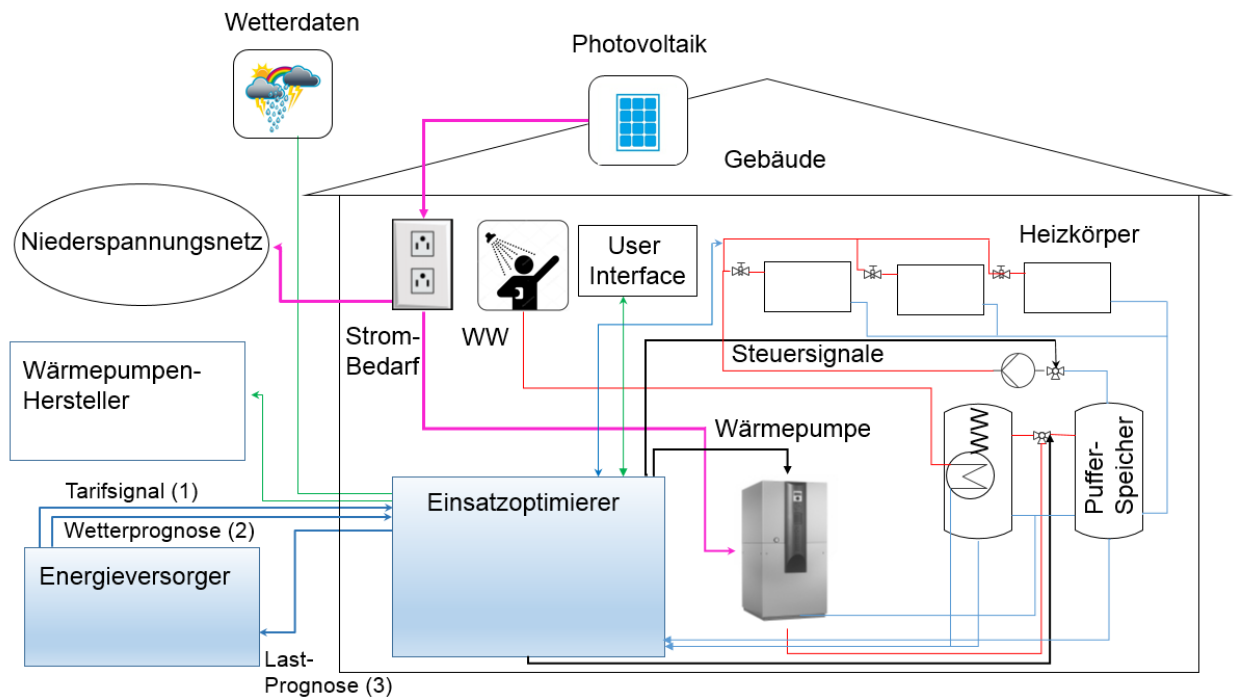 Wetterdaten
Photovoltaik
Gebäude
Niederspannungsnetz
User
Interface
Heizkörper
Strom-
Bedarf
WW
Steuersignale
Wärmepumpen-
Hersteller
Wärmepumpe
WW
Puffer-
Speicher
Tarifsignal (1)
Einsatzoptimierer
Wetterprognose (2)
Energieversorger
Last-
Prognose (3)